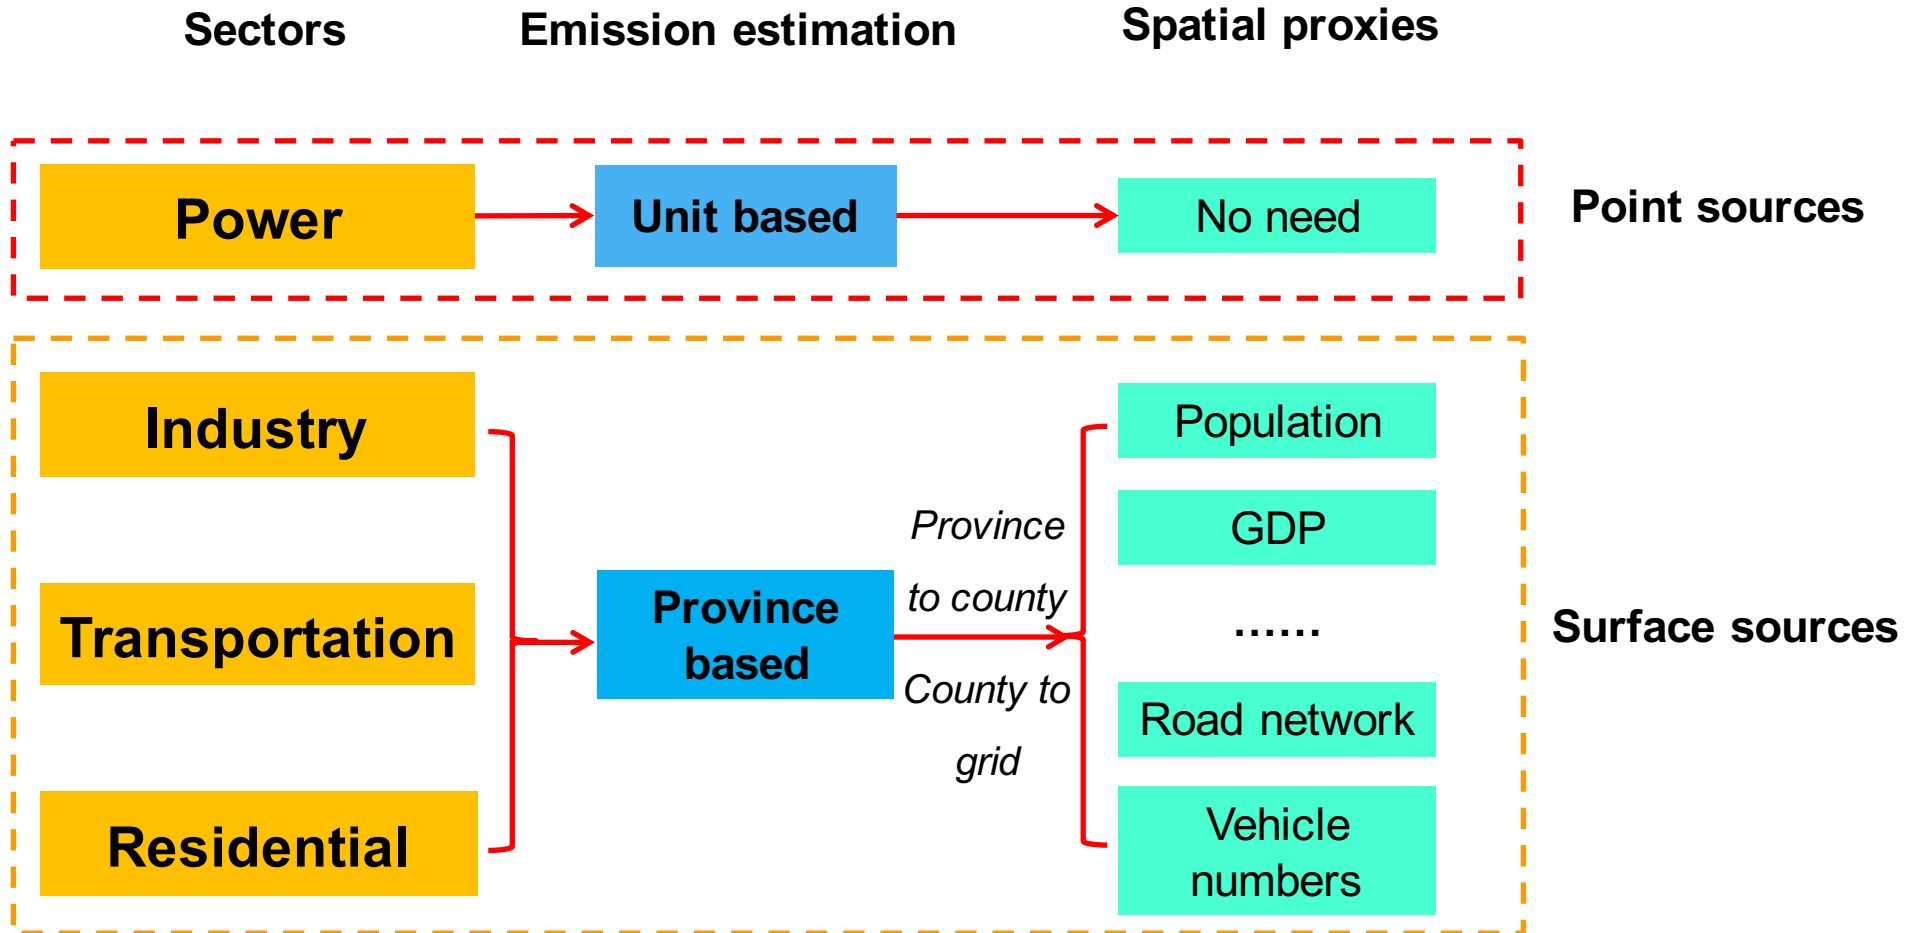 Sectors
Emission estimation
Spatial proxies
Power
Unit based
No need
Point sources
Industry
Transportation
Residential
Province
based
Province
to county
County to
grid
Population
GDP
......
Road network
Vehicle
numbers
Surface sources